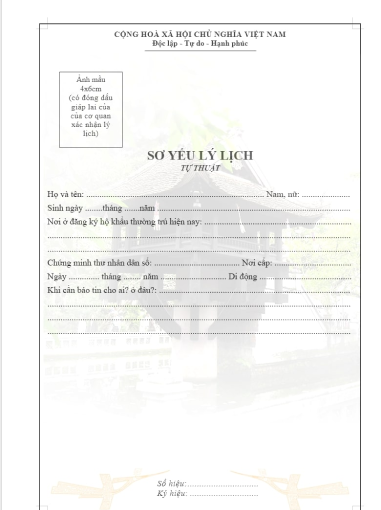 CỘNG HOÀ XÃ HỘI CHỦ NGHĨA VIỆT NAM
Độc lập - Tự do - Hạnh phúc
Ảnh mầu
4x6cm
(có đóng dấu
giáp lai của
của cơ quan
xác nhận lý
lịch)
SƠ YẾU LÝ LỊCH
TỰ THUẬT
Họ và tên: ........................ Nam, nữ: ................
Sinh ngày ........tháng .......năm ........................
Nơi ở đăng ký hộ khẩu thường trú hiện nay: ........................
Chứng minh thư nhân dân số: ........................ Nơi cấp: ........................
Ngày ........ tháng ....... năm ........................ Di động ........................
Khi cần báo tin cho ai? ở đâu?: ........................
Số hiệu:........................
Ký hiệu: ........................